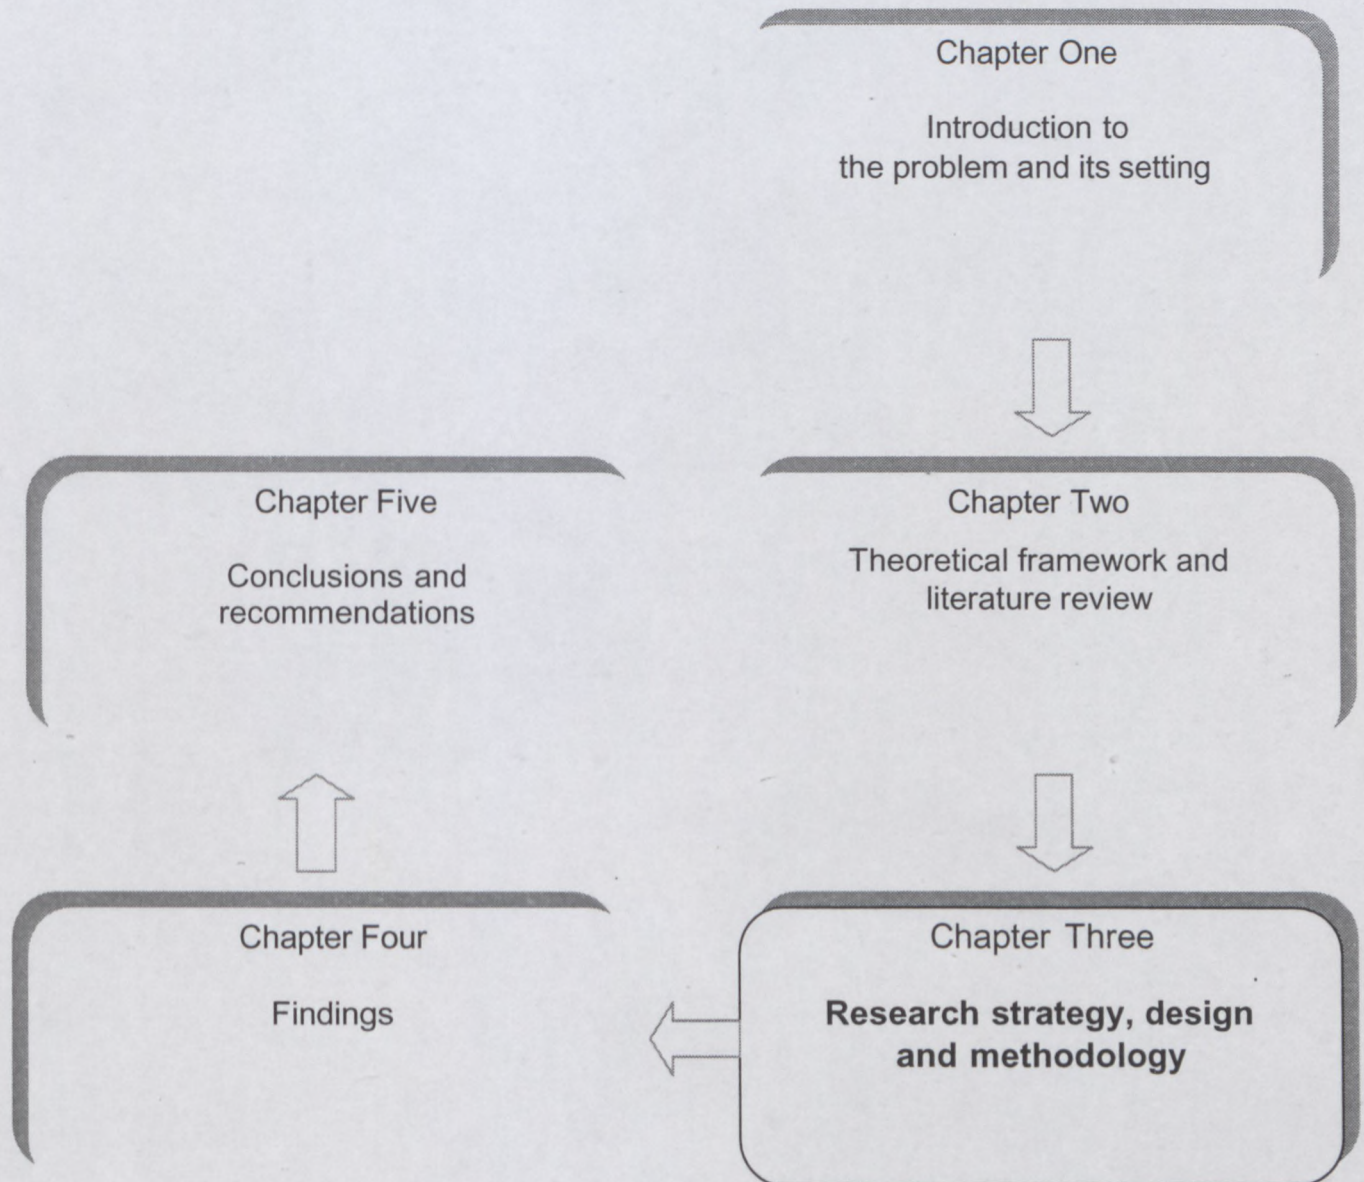 Chapter One
Introduction to
the problem and its setting
Chapter Two
Theoretical framework and
literature review
Chapter Three
Research strategy, design
and methodology
Chapter Four
Findings
Chapter Five
Conclusions and
recommendations